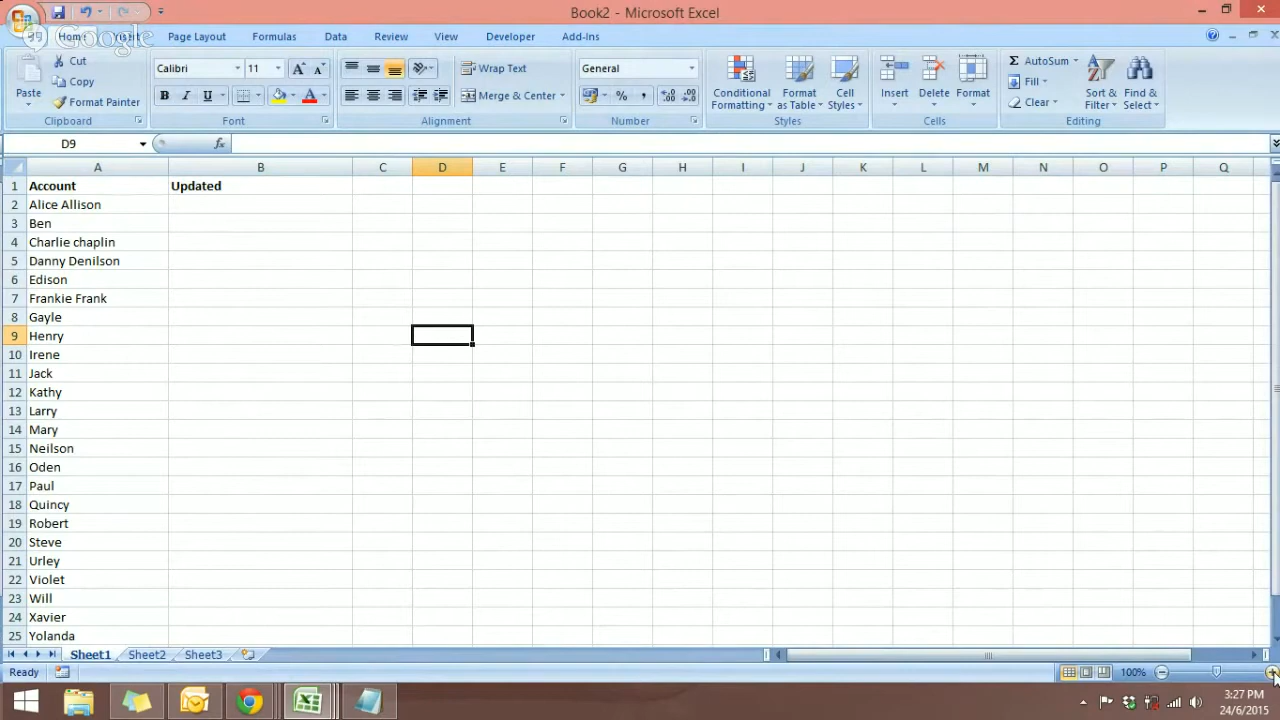 Book2 - Microsoft Excel
Google
Home Insert Page Layout Formulas Data Review View Developer Add-Ins
Paste Cut Copy Format Painter Clipboard
Calibri 11 B I U A Font
Wrap Text Merge & Center Alignment
General % , Number
Conditional Formatting Format as Table Cell Styles Styles
Insert Delete Format Cells
AutoSum Fill Clear Sort & Filter Find & Select Editing
D9 fx
A B C D E F G H I J K L M N O P Q
1 Account Updated
2 Alice Allison
3 Ben
4 Charlie chaplin
5 Danny Denilson
6 Edison
7 Frankie Frank
8 Gayle
9 Henry
10 Irene
11 Jack
12 Kathy
13 Larry
14 Mary
15 Neilson
16 Oden
17 Paul
18 Quincy
19 Robert
20 Steve
21 Urley
22 Violet
23 Will
24 Xavier
25 Yolanda
Sheet1 Sheet2 Sheet3
Ready 100%
3:27 PM
24/6/2015